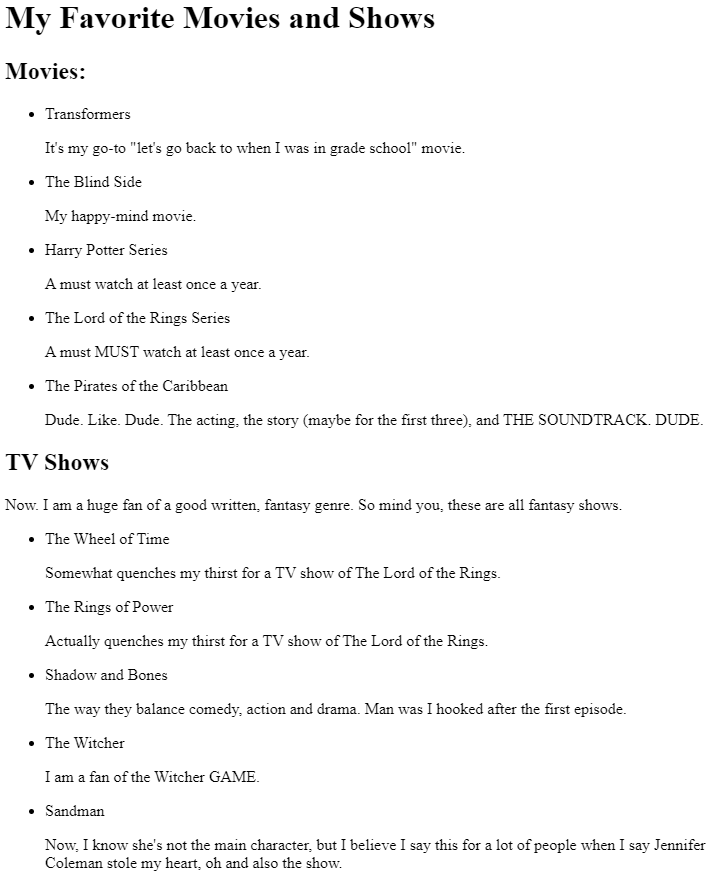 My Favorite Movies and Shows
Movies:
Transformers
It's my go-to "let's go back to when I was in grade school" movie.
The Blind Side
My happy-mind movie.
Harry Potter Series
A must watch at least once a year.
The Lord of the Rings Series
A must MUST watch at least once a year.
The Pirates of the Caribbean
Dude. Like. Dude. The acting, the story (maybe for the first three), and THE SOUNDTRACK. DUDE.
TV Shows
Now. I am a huge fan of a good written, fantasy genre. So mind you, these are all fantasy shows.
The Wheel of Time
Somewhat quenches my thirst for a TV show of The Lord of the Rings.
The Rings of Power
Actually quenches my thirst for a TV show of The Lord of the Rings.
Shadow and Bones
The way they balance comedy, action and drama. Man was I hooked after the first episode.
The Witcher
I am a fan of the Witcher GAME.
Sandman
Now, I know she's not the main character, but I believe I say this for a lot of people when I say Jennifer
Coleman stole my heart, oh and also the show.